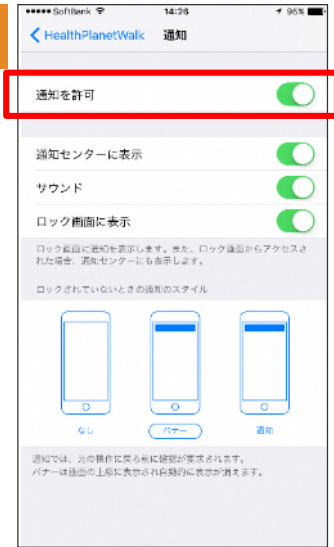 SoftBank 14:26 95%
HealthPlanetWalk 通知
通知を許可
通知センターに表示
サウンド
ロック画面に表示
ロック画面に通知を表示します。また、ロック画面からアクセスさ
れた場合、通知センターにも表示します。
ロックされていないときの通知のスタイル
なし バナー 通知
通知では、元の操作に戻る前に確認が要求されます。
バナーは画面の上部に表示され自動的に表示が消えます。